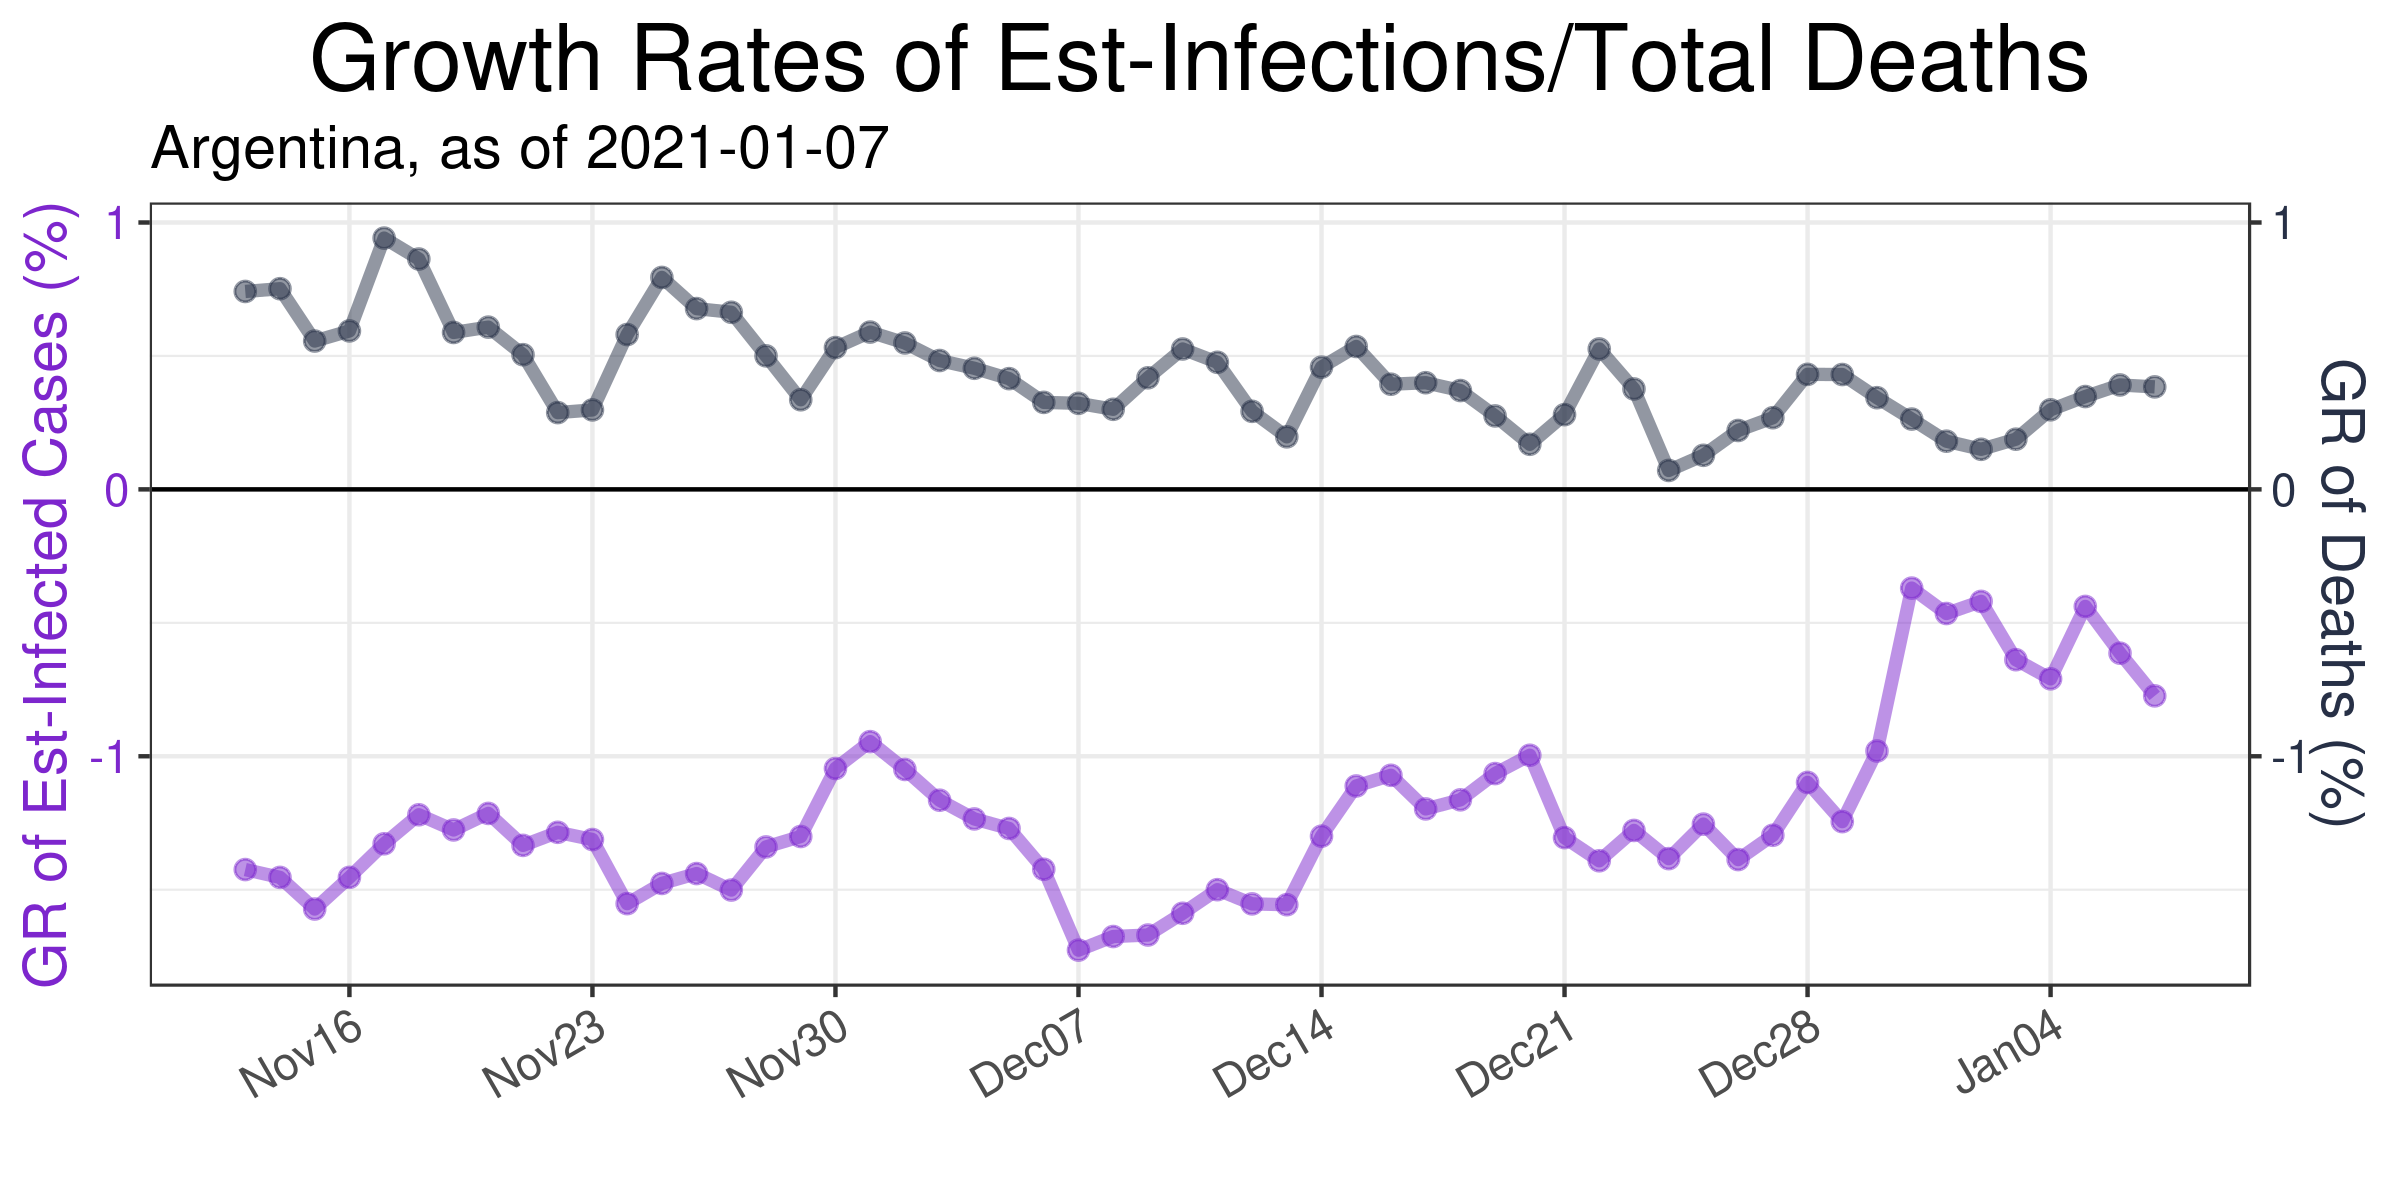 Growth Rates of Est-Infections/Total Deaths
Argentina, as of 2021-01-07
GR of Est-Infected Cases (%)
1
0
-1
1
0
-1
GR of Deaths (%)
Nov16
Nov23
Nov30
Dec07
Dec14
Dec21
Dec28
Jan04